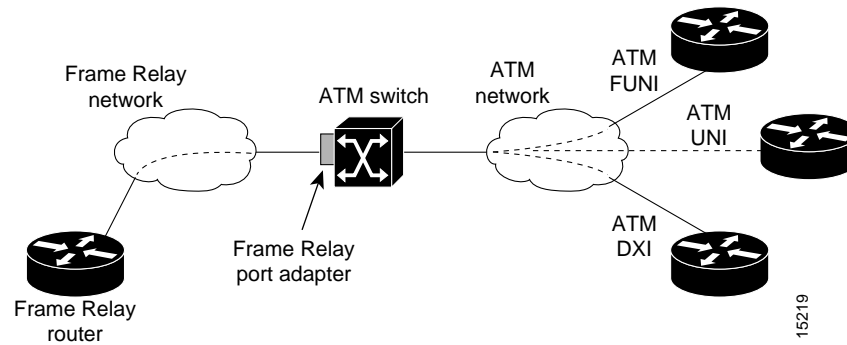 Frame Relay
network
ATM switch
ATM
network
ATM
FUNI
ATM
UNI
ATM
DXI
Frame Relay
port adapter
Frame Relay
router
15219